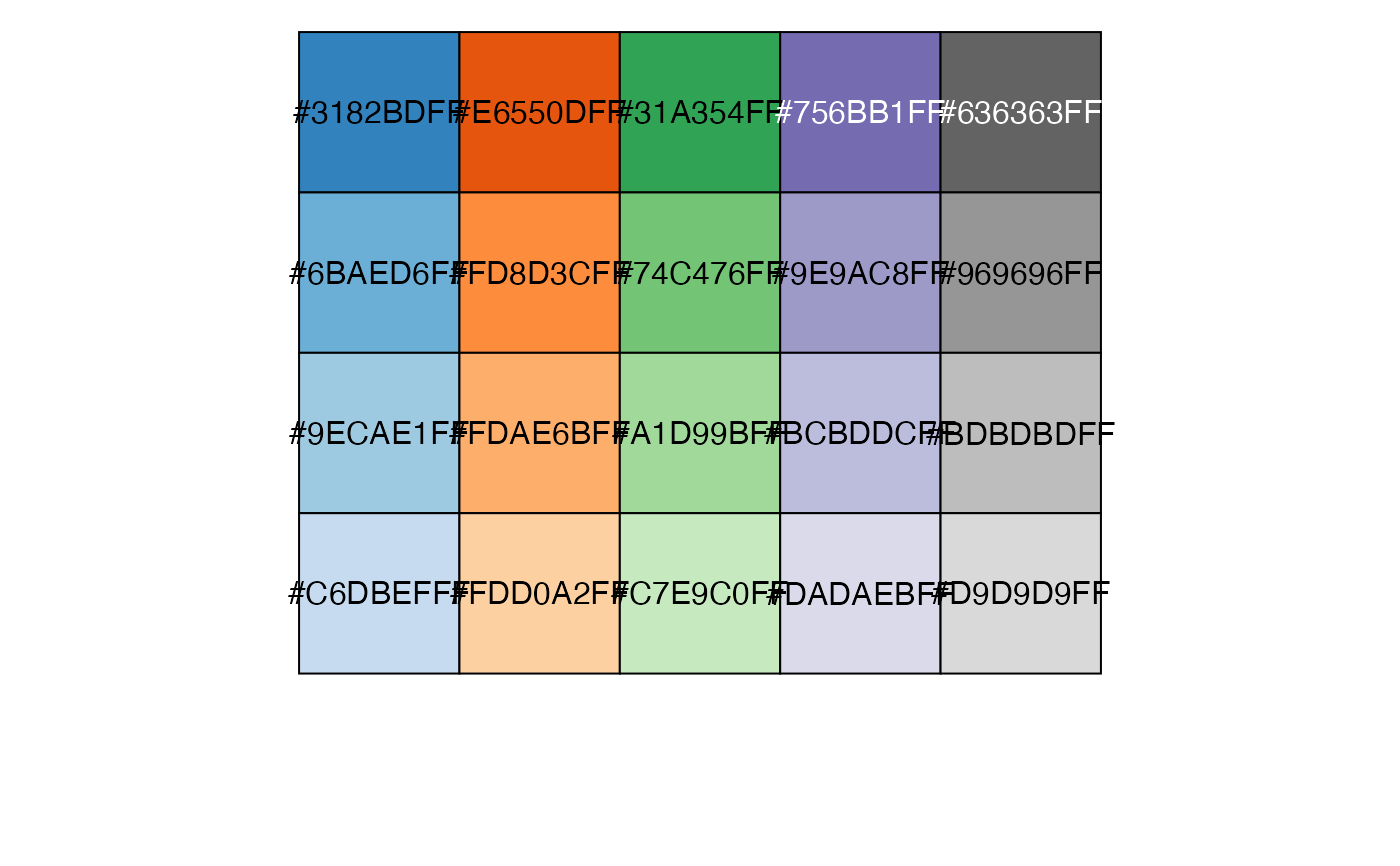 #3182BDFF #E6550DFF #31A354FF #756BB1FF #636363FF
#6BAED6FF #FD8D3CFF #74C476FF #9E9AC8FF #969696FF
#9ECAE1FF #FDAE6BFF #A1D99BFF #BCBDDCFF #BDBDBDFF
#C6DBEFFF #FDD0A2FF #C7E9C0FF #DADAEBFF #D9D9D9FF